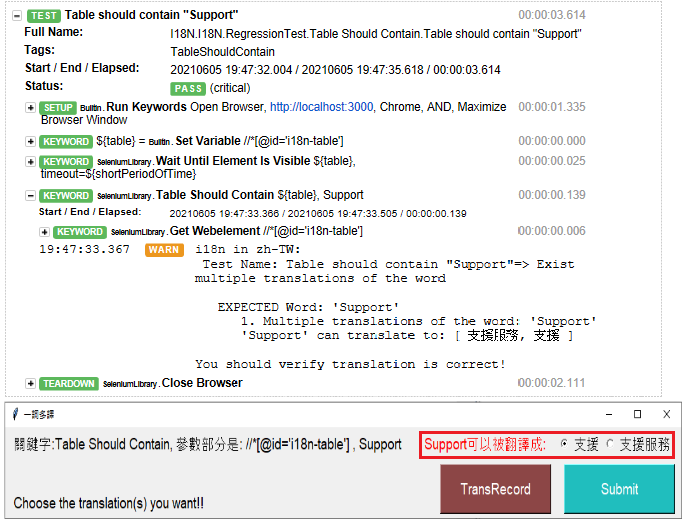 TEST Table should contain "Support" 00:00:03.614
Full Name: I18N.I18N.RegressionTest.Table Should Contain.Table should contain "Support"
Tags: TableShouldContain
Start / End / Elapsed: 20210605 19:47:32.004 / 20210605 19:47:35.618 / 00:00:03.614
Status: PASS (critical)
SETUP BuiltIn.Run Keywords Open Browser, http://localhost:3000, Chrome, AND, Maximize 00:00:01.335
Browser Window
KEYWORD ${table} = BuiltIn.Set Variable //*[@id='i18n-table'] 00:00:00.000
KEYWORD SeleniumLibrary.Wait Until Element Is Visible ${table}, 00:00:00.025
timeout=${shortPeriodOfTime}
KEYWORD SeleniumLibrary.Table Should Contain ${table}, Support 00:00:00.139
Start / End / Elapsed: 20210605 19:47:33.366 / 20210605 19:47:33.505 / 00:00:00.139
KEYWORD SeleniumLibrary.Get Webelement //*[@id='i18n-table'] 00:00:00.006
19:47:33.367 WARN i18n in zh-TW:
Test Name: Table should contain "Support"=> Exist
multiple translations of the word
EXPECTED Word: 'Support'
1. Multiple translations of the word: 'Support'
'Support' can translate to: [ 支援服務, 支援 ]
You should verify translation is correct!
TEARDOWN SeleniumLibrary.Close Browser 00:00:02.111
一詞多譯
關鍵字:Table Should Contain, 參數部分是: //*[@id='i18n-table'] , Support Support可以被翻譯成: 支援 支援服務
TransRecord Submit
Choose the translation(s) you want!!